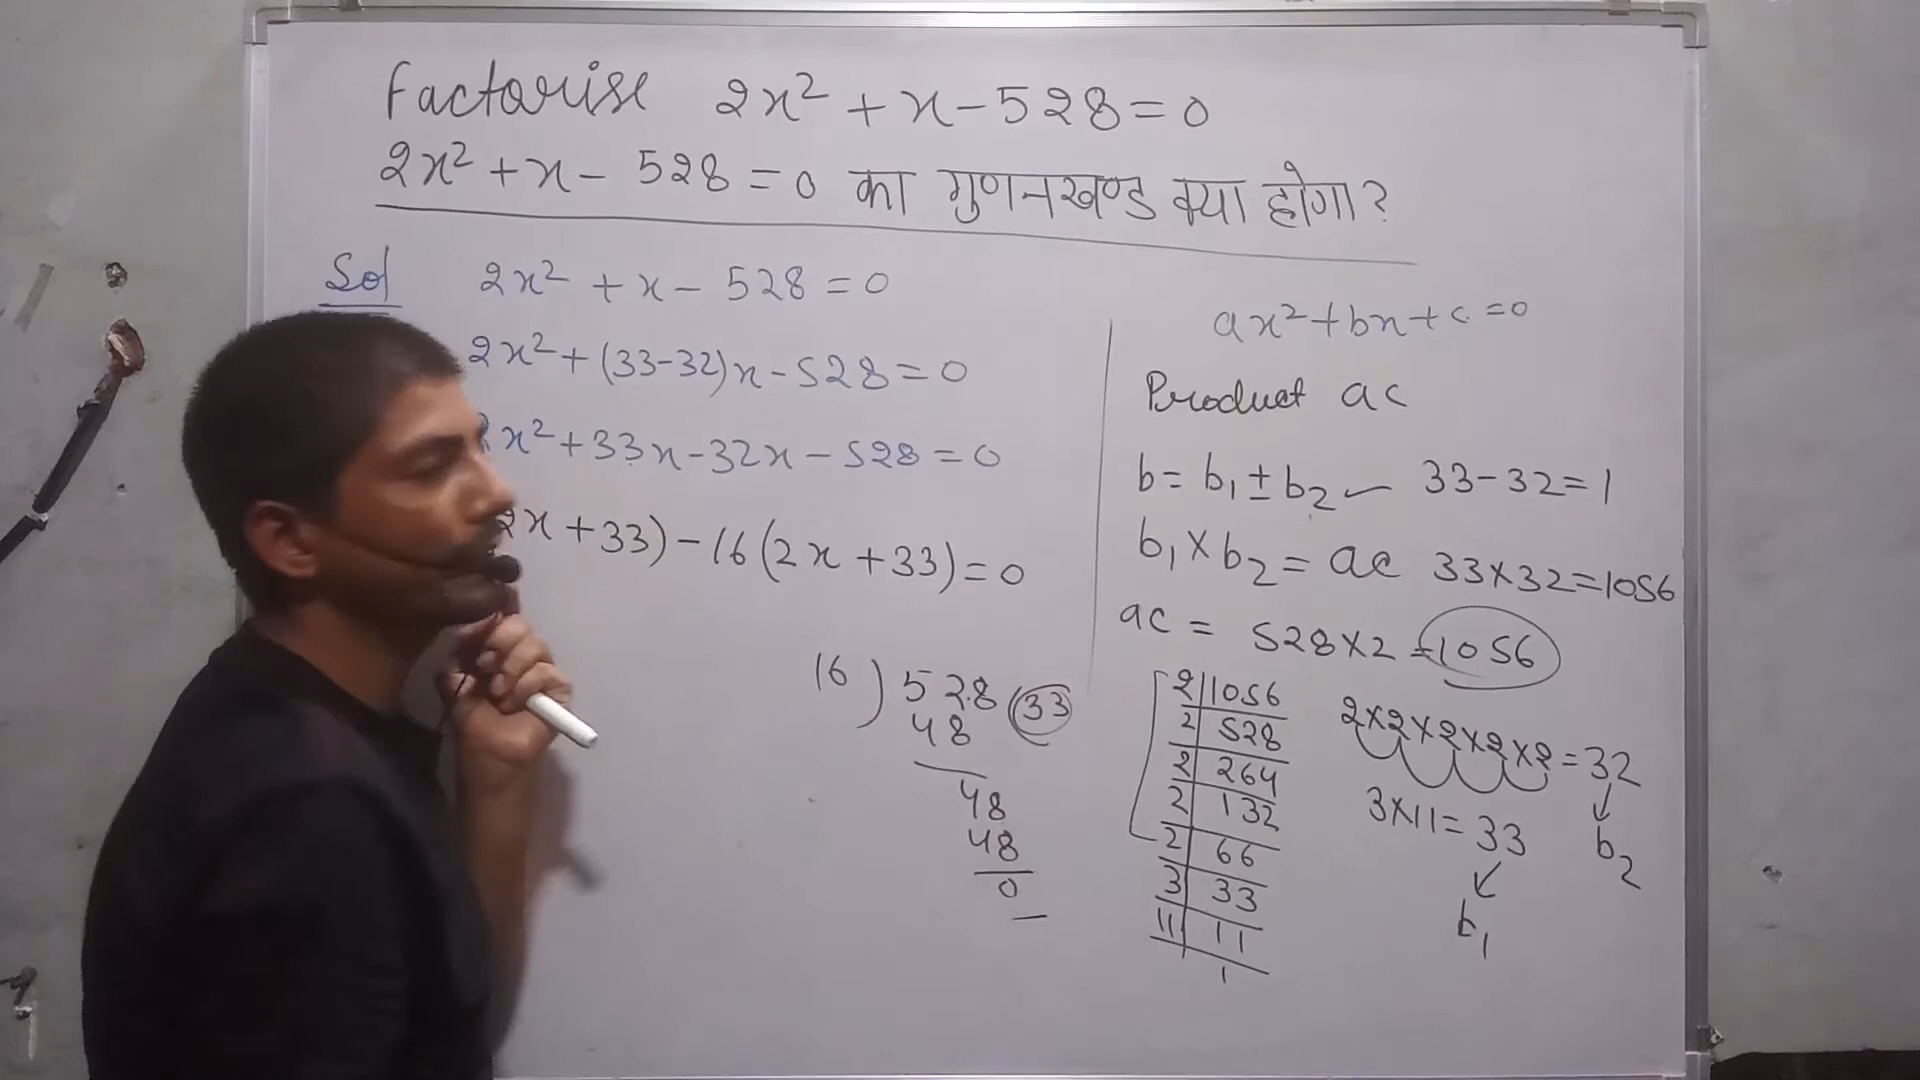 Factorise 2x² + x - 528 = 0
2x² + x - 528 = 0 का गुणनखण्ड क्या होगा?
Sol 2x² + x - 528 = 0
2x² + (33-32)x - 528 = 0
x² + 33x - 32x - 528 = 0
2x + 33) - 16(2x + 33) = 0
16 ) 528 (33
48
48
48
0
ax² + bx + c = 0
Product ac
b = b₁ ± b₂ 33 - 32 = 1
b₁ × b₂ = ac 33×32 = 1056
ac = 528×2 = 1056
2 | 1056
2 | 528
2 | 264
2 | 132
2 | 66
3 | 33
11 | 11
1
2×2×2×2×2 = 32
3×11 = 33
b₂
b₁